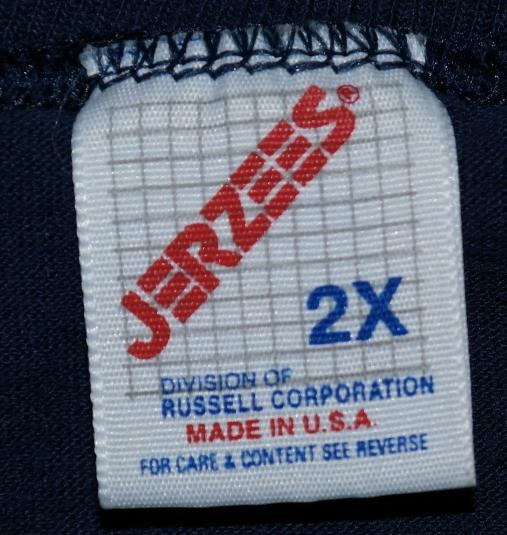 JERZEES®
2X
DIVISION OF
RUSSELL CORPORATION
MADE IN U.S.A.
FOR CARE & CONTENT SEE REVERSE